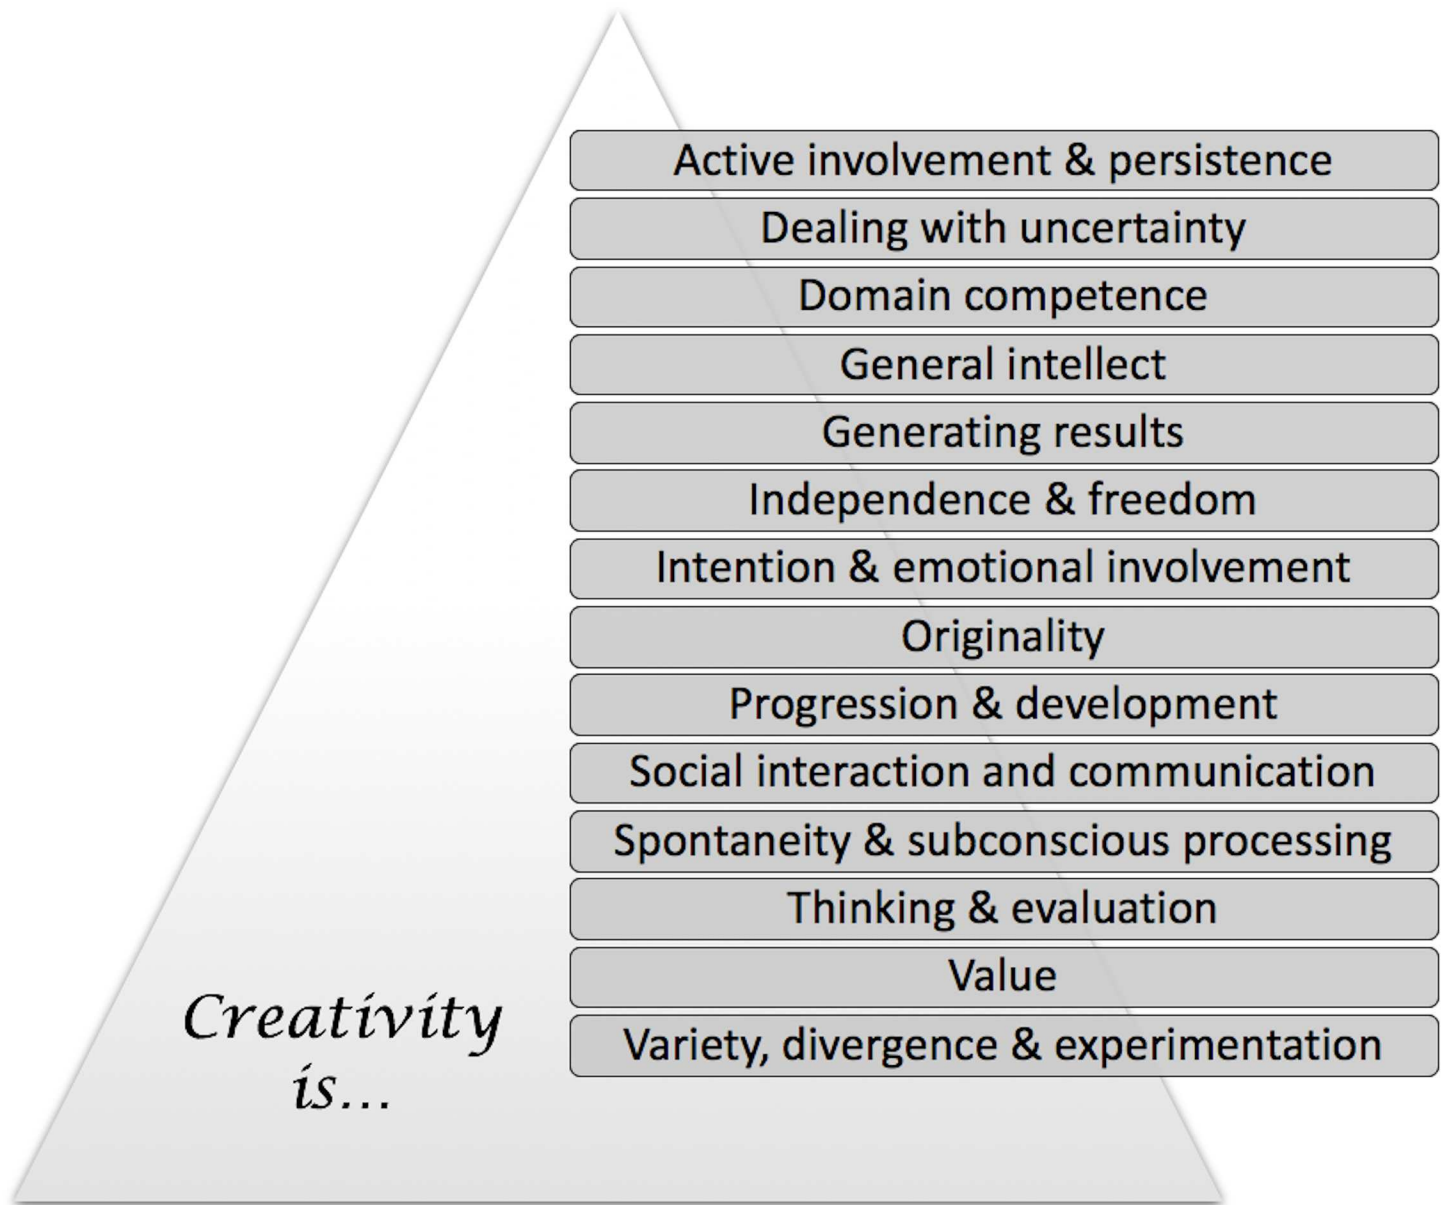 Active involvement & persistence
Dealing with uncertainty
Domain competence
General intellect
Generating results
Independence & freedom
Intention & emotional involvement
Originality
Progression & development
Social interaction and communication
Spontaneity & subconscious processing
Thinking & evaluation
Value
Variety, divergence & experimentation
Creativity
is...